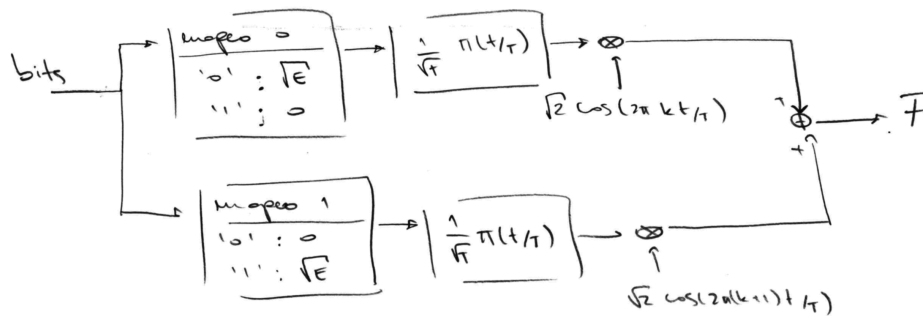 bits
mapeo 0
'0' : √E
'1' : 0
1/√T Π(t/T)
√2 cos(2π k t/T)
+
+
mapeo 1
'0' : 0
'1' : √E
1/√T Π(t/T)
√2 cos(2π(k+1) t/T)